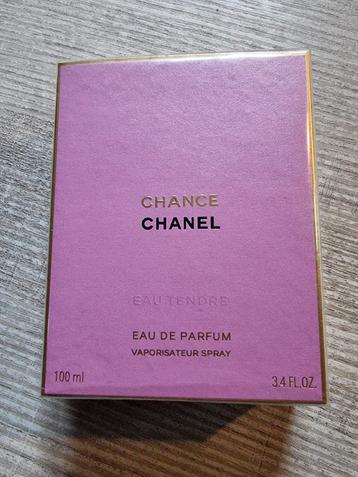 CHANCE
CHANEL
EAU TENDRE
EAU DE PARFUM
VAPORISATEUR SPRAY
100 ml 3.4 FL.OZ.